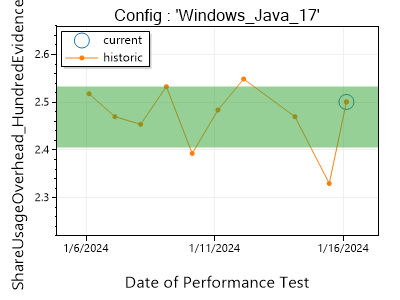 Config : 'Windows_Java_17'
current
historic
ShareUsageOverhead_HundredEvidence
2.6
2.5
2.4
2.3
1/6/2024
1/11/2024
1/16/2024
Date of Performance Test